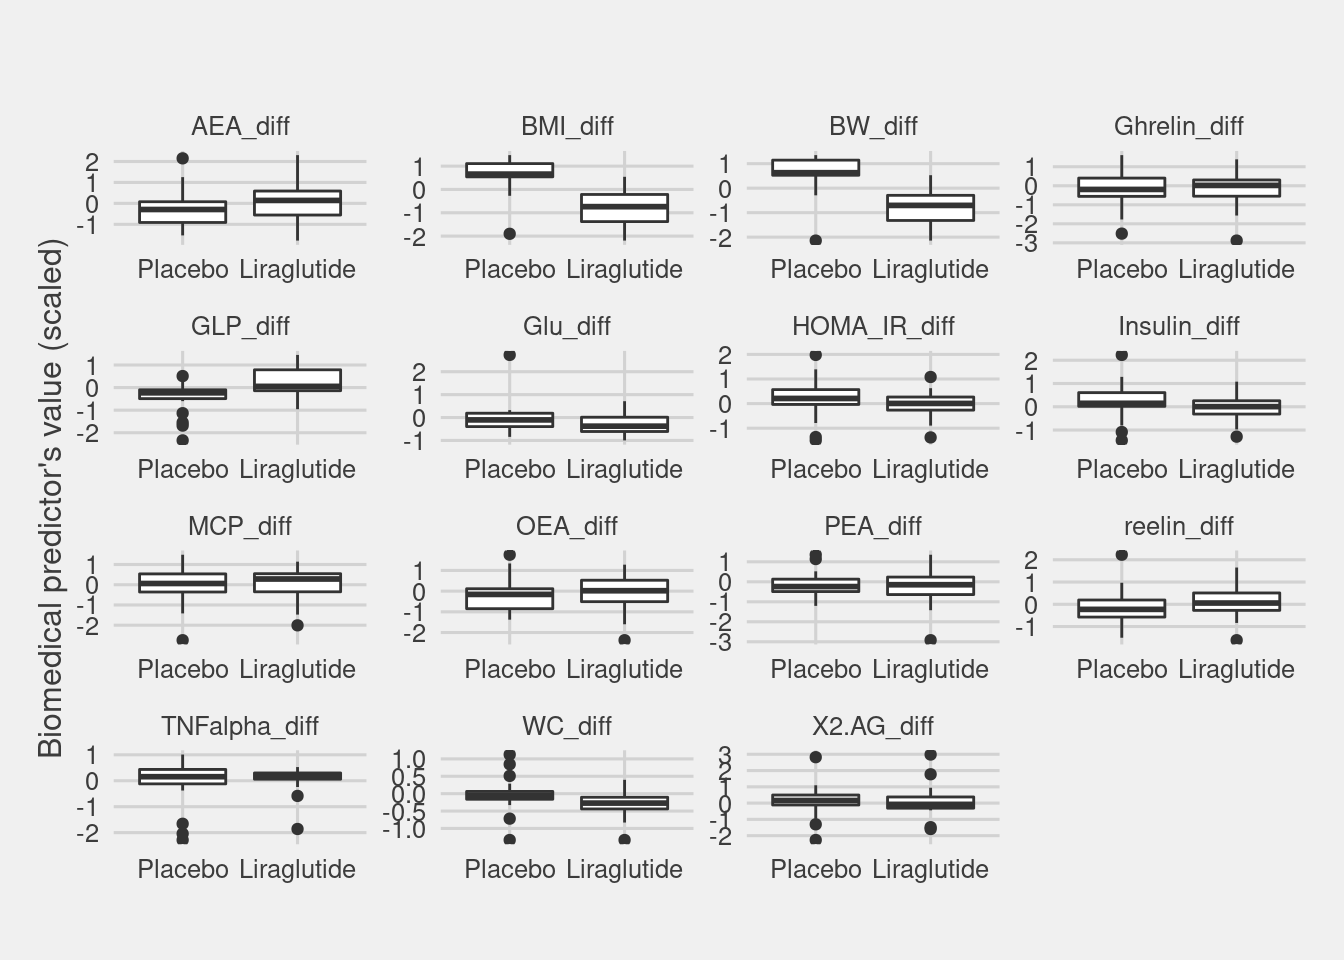 Biomedical predictor's value (scaled)
AEA_diff
2
1
0
-1
Placebo Liraglutide
BMI_diff
1
0
-1
-2
Placebo Liraglutide
BW_diff
1
0
-1
-2
Placebo Liraglutide
Ghrelin_diff
1
0
-1
-2
-3
Placebo Liraglutide
GLP_diff
1
0
-1
-2
Placebo Liraglutide
Glu_diff
2
1
0
-1
Placebo Liraglutide
HOMA_IR_diff
2
1
0
-1
Placebo Liraglutide
Insulin_diff
2
1
0
-1
Placebo Liraglutide
MCP_diff
1
0
-1
-2
Placebo Liraglutide
OEA_diff
1
0
-1
-2
Placebo Liraglutide
PEA_diff
1
0
-1
-2
-3
Placebo Liraglutide
reelin_diff
2
1
0
-1
Placebo Liraglutide
TNFalpha_diff
1
0
-1
-2
Placebo Liraglutide
WC_diff
1.0
0.5
0.0
-0.5
-1.0
Placebo Liraglutide
X2.AG_diff
3
2
1
0
-1
-2
Placebo Liraglutide